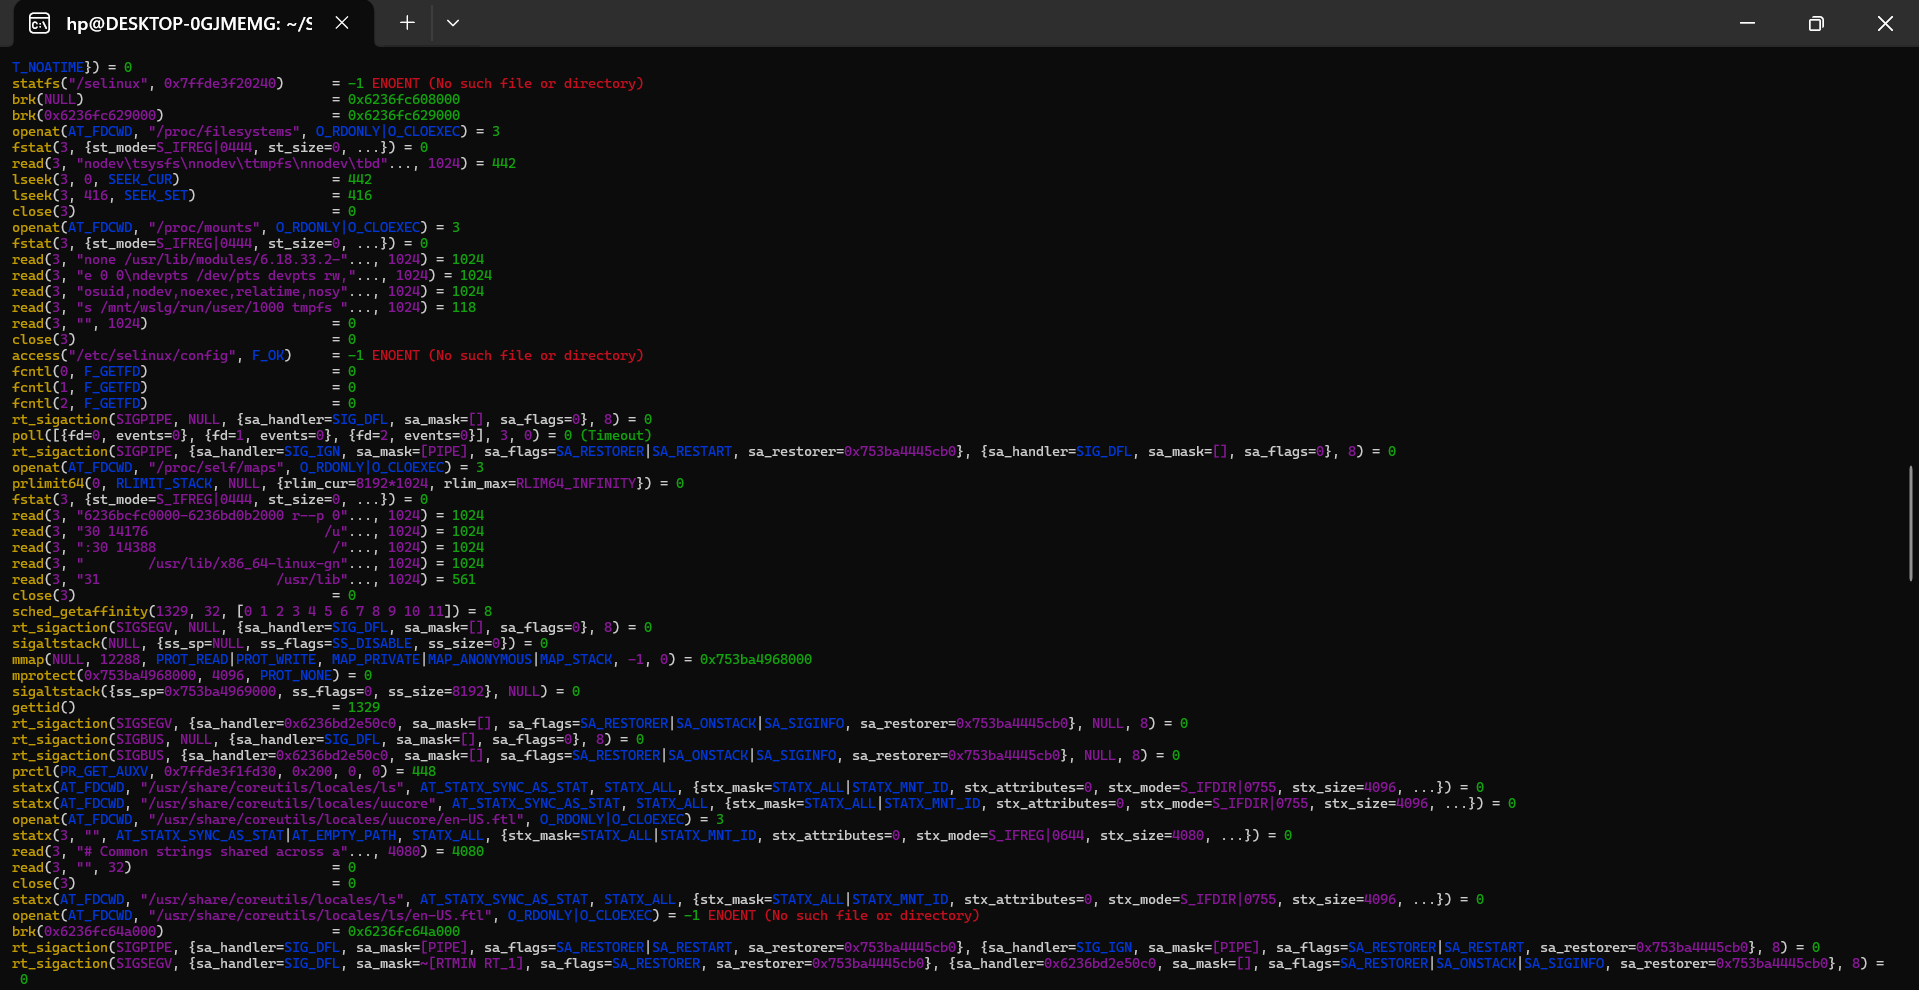 hp@DESKTOP-0GJMEMG: ~/S
T_NOATIME}) = 0
statfs("/selinux", 0x7ffde3f20240)      = -1 ENOENT (No such file or directory)
brk(NULL)                               = 0x6236fc608000
brk(0x6236fc629000)                     = 0x6236fc629000
openat(AT_FDCWD, "/proc/filesystems", O_RDONLY|O_CLOEXEC) = 3
fstat(3, {st_mode=S_IFREG|0444, st_size=0, ...}) = 0
read(3, "nodev\tsysfs\nnodev\ttmpfs\nnodev\tbd"..., 1024) = 442
lseek(3, 0, SEEK_CUR)                   = 442
lseek(3, 416, SEEK_SET)                 = 416
close(3)                                = 0
openat(AT_FDCWD, "/proc/mounts", O_RDONLY|O_CLOEXEC) = 3
fstat(3, {st_mode=S_IFREG|0444, st_size=0, ...}) = 0
read(3, "none /usr/lib/modules/6.18.33.2-"..., 1024) = 1024
read(3, "e 0 0\ndevpts /dev/pts devpts rw,"..., 1024) = 1024
read(3, "osuid,nodev,noexec,relatime,nosy"..., 1024) = 1024
read(3, "s /mnt/wslg/run/user/1000 tmpfs "..., 1024) = 118
read(3, "", 1024)                       = 0
close(3)                                = 0
access("/etc/selinux/config", F_OK)     = -1 ENOENT (No such file or directory)
fcntl(0, F_GETFD)                       = 0
fcntl(1, F_GETFD)                       = 0
fcntl(2, F_GETFD)                       = 0
rt_sigaction(SIGPIPE, NULL, {sa_handler=SIG_DFL, sa_mask=[], sa_flags=0}, 8) = 0
poll([{fd=0, events=0}, {fd=1, events=0}, {fd=2, events=0}], 3, 0) = 0 (Timeout)
rt_sigaction(SIGPIPE, {sa_handler=SIG_IGN, sa_mask=[PIPE], sa_flags=SA_RESTORER|SA_RESTART, sa_restorer=0x753ba4445cb0}, {sa_handler=SIG_DFL, sa_mask=[], sa_flags=0}, 8) = 0
openat(AT_FDCWD, "/proc/self/maps", O_RDONLY|O_CLOEXEC) = 3
prlimit64(0, RLIMIT_STACK, NULL, {rlim_cur=8192*1024, rlim_max=RLIM64_INFINITY}) = 0
fstat(3, {st_mode=S_IFREG|0444, st_size=0, ...}) = 0
read(3, "6236bcfc0000-6236bd0b2000 r--p 0"..., 1024) = 1024
read(3, "30 14176                      /u"..., 1024) = 1024
read(3, ":30 14388                      /"..., 1024) = 1024
read(3, "        /usr/lib/x86_64-linux-gn"..., 1024) = 1024
read(3, "31                      /usr/lib"..., 1024) = 561
close(3)                                = 0
sched_getaffinity(1329, 32, [0 1 2 3 4 5 6 7 8 9 10 11]) = 8
rt_sigaction(SIGSEGV, NULL, {sa_handler=SIG_DFL, sa_mask=[], sa_flags=0}, 8) = 0
sigaltstack(NULL, {ss_sp=NULL, ss_flags=SS_DISABLE, ss_size=0}) = 0
mmap(NULL, 12288, PROT_READ|PROT_WRITE, MAP_PRIVATE|MAP_ANONYMOUS|MAP_STACK, -1, 0) = 0x753ba4968000
mprotect(0x753ba4968000, 4096, PROT_NONE) = 0
sigaltstack({ss_sp=0x753ba4969000, ss_flags=0, ss_size=8192}, NULL) = 0
gettid()                                = 1329
rt_sigaction(SIGSEGV, {sa_handler=0x6236bd2e50c0, sa_mask=[], sa_flags=SA_RESTORER|SA_ONSTACK|SA_SIGINFO, sa_restorer=0x753ba4445cb0}, NULL, 8) = 0
rt_sigaction(SIGBUS, NULL, {sa_handler=SIG_DFL, sa_mask=[], sa_flags=0}, 8) = 0
rt_sigaction(SIGBUS, {sa_handler=0x6236bd2e50c0, sa_mask=[], sa_flags=SA_RESTORER|SA_ONSTACK|SA_SIGINFO, sa_restorer=0x753ba4445cb0}, NULL, 8) = 0
prctl(PR_GET_AUXV, 0x7ffde3f1fd30, 0x200, 0, 0) = 448
statx(AT_FDCWD, "/usr/share/coreutils/locales/ls", AT_STATX_SYNC_AS_STAT, STATX_ALL, {stx_mask=STATX_ALL|STATX_MNT_ID, stx_attributes=0, stx_mode=S_IFDIR|0755, stx_size=4096, ...}) = 0
statx(AT_FDCWD, "/usr/share/coreutils/locales/uucore", AT_STATX_SYNC_AS_STAT, STATX_ALL, {stx_mask=STATX_ALL|STATX_MNT_ID, stx_attributes=0, stx_mode=S_IFDIR|0755, stx_size=4096, ...}) = 0
openat(AT_FDCWD, "/usr/share/coreutils/locales/uucore/en-US.ftl", O_RDONLY|O_CLOEXEC) = 3
statx(3, "", AT_STATX_SYNC_AS_STAT|AT_EMPTY_PATH, STATX_ALL, {stx_mask=STATX_ALL|STATX_MNT_ID, stx_attributes=0, stx_mode=S_IFREG|0644, stx_size=4080, ...}) = 0
read(3, "# Common strings shared across a"..., 4080) = 4080
read(3, "", 32)                         = 0
close(3)                                = 0
statx(AT_FDCWD, "/usr/share/coreutils/locales/ls", AT_STATX_SYNC_AS_STAT, STATX_ALL, {stx_mask=STATX_ALL|STATX_MNT_ID, stx_attributes=0, stx_mode=S_IFDIR|0755, stx_size=4096, ...}) = 0
openat(AT_FDCWD, "/usr/share/coreutils/locales/ls/en-US.ftl", O_RDONLY|O_CLOEXEC) = -1 ENOENT (No such file or directory)
brk(0x6236fc64a000)                     = 0x6236fc64a000
rt_sigaction(SIGPIPE, {sa_handler=SIG_DFL, sa_mask=[PIPE], sa_flags=SA_RESTORER|SA_RESTART, sa_restorer=0x753ba4445cb0}, {sa_handler=SIG_IGN, sa_mask=[PIPE], sa_flags=SA_RESTORER|SA_RESTART, sa_restorer=0x753ba4445cb0}, 8) = 0
rt_sigaction(SIGSEGV, {sa_handler=SIG_DFL, sa_mask=~[RTMIN RT_1], sa_flags=SA_RESTORER, sa_restorer=0x753ba4445cb0}, {sa_handler=0x6236bd2e50c0, sa_mask=[], sa_flags=SA_RESTORER|SA_ONSTACK|SA_SIGINFO, sa_restorer=0x753ba4445cb0}, 8) =
0